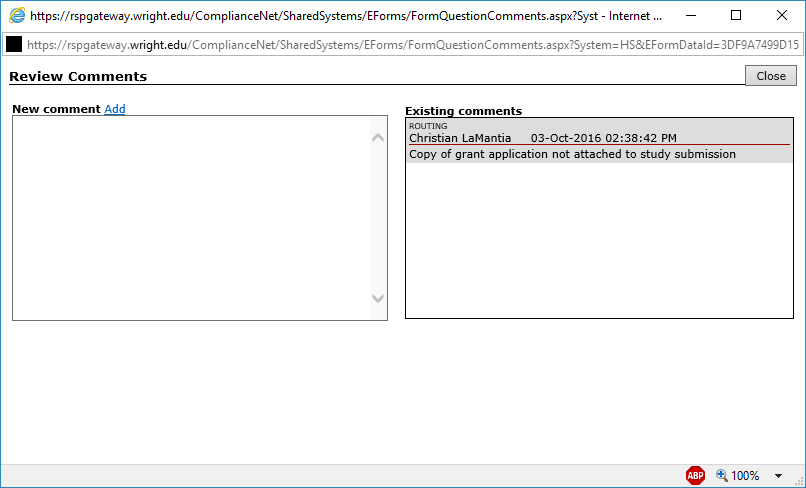 https://rspgateway.wright.edu/ComplianceNet/SharedSystems/EForms/FormQuestionComments.aspx?Syst - Internet ...
https://rspgateway.wright.edu/ComplianceNet/SharedSystems/EForms/FormQuestionComments.aspx?System=HS&EFormDataId=3DF9A7499D15
Review Comments
Close
New comment Add
Existing comments
ROUTING
Christian LaMantia 03-Oct-2016 02:38:42 PM
Copy of grant application not attached to study submission
ABP
100%